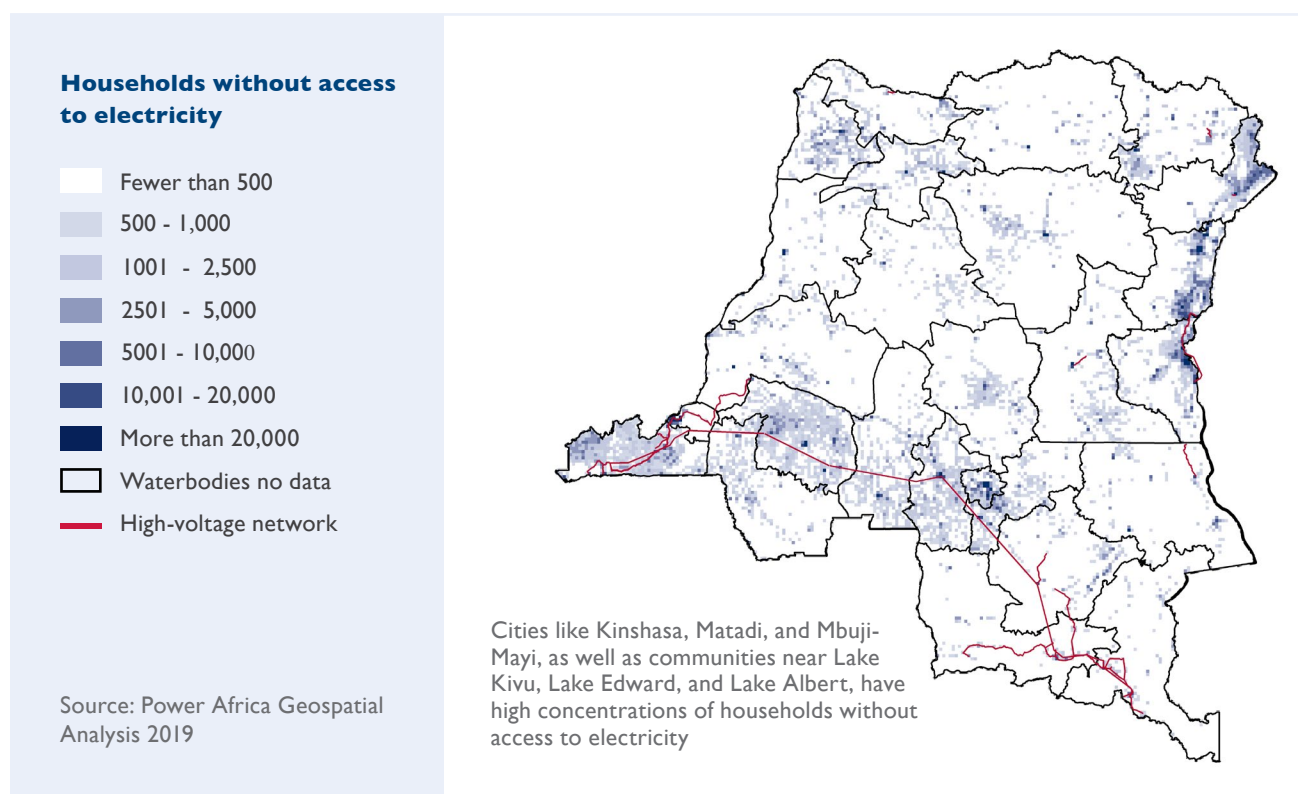 Households without access
to electricity
Fewer than 500
500 - 1,000
1001 - 2,500
2501 - 5,000
5001 - 10,000
10,001 - 20,000
More than 20,000
Waterbodies no data
High-voltage network
Source: Power Africa Geospatial
Analysis 2019
Cities like Kinshasa, Matadi, and Mbuji-
Mayi, as well as communities near Lake
Kivu, Lake Edward, and Lake Albert, have
high concentrations of households without
access to electricity